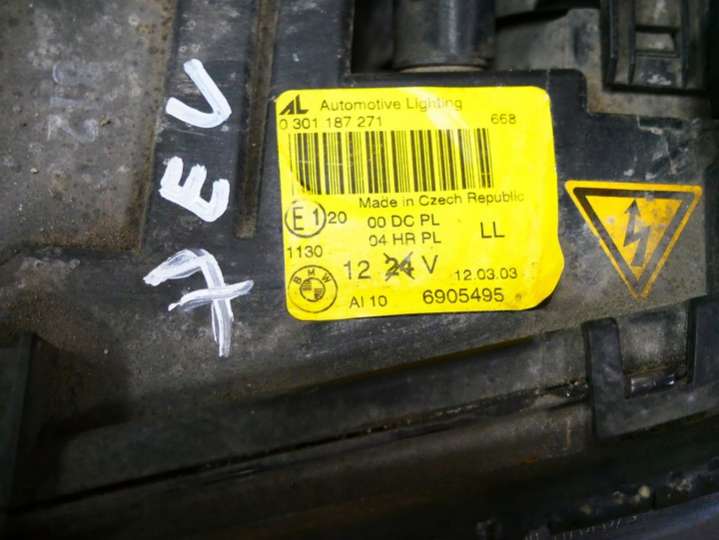 AL Automotive Lighting
0 301 187 271 668
Made in Czech Republic
E1 20 00 DC PL LL
04 HR PL
1130
12 24 V 12.03.03
BMW
AI 10 6905495
7EV